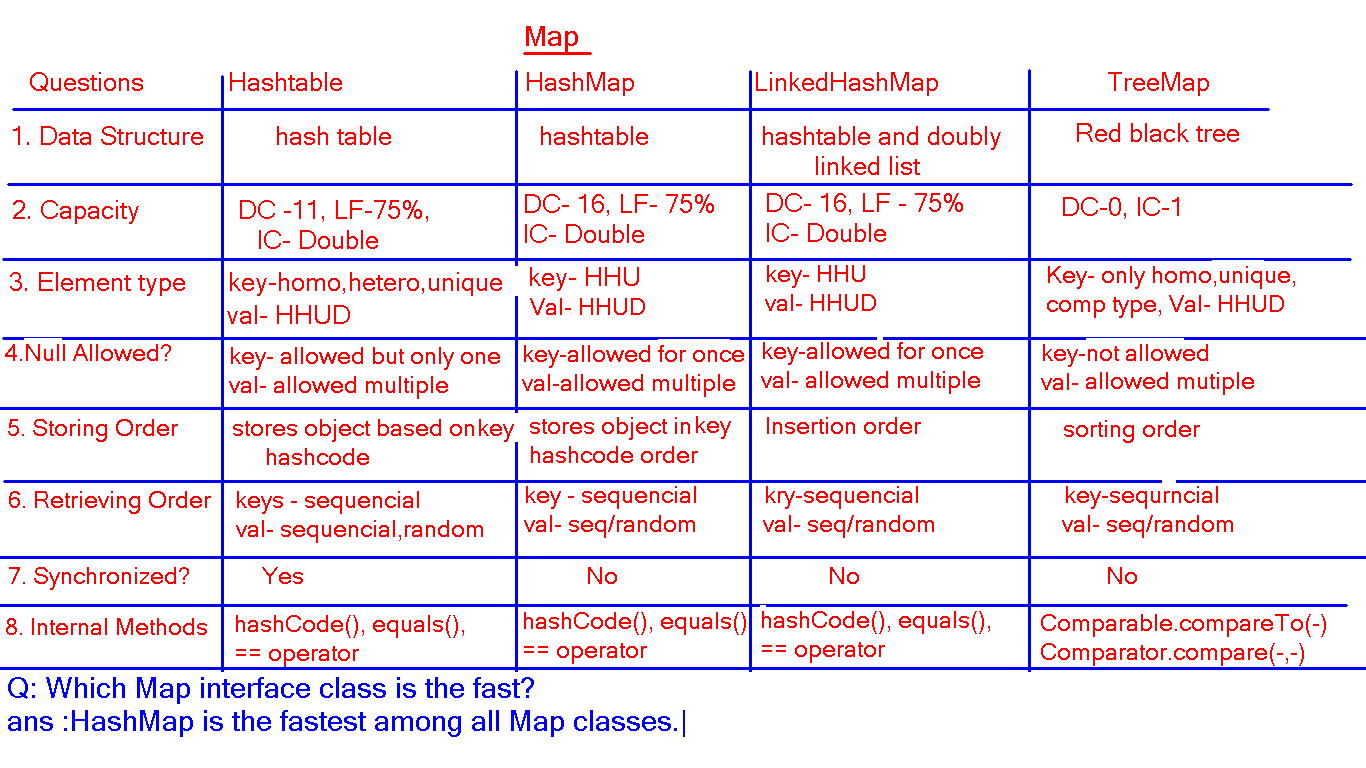 Map
Questions Hashtable HashMap LinkedHashMap TreeMap
1. Data Structure hash table hashtable hashtable and doubly Red black tree
linked list
2. Capacity DC -11, LF-75%, DC- 16, LF- 75% DC- 16, LF - 75% DC-0, IC-1
IC- Double IC- Double IC- Double
3. Element type key-homo,hetero,unique key- HHU key- HHU Key- only homo,unique,
val- HHUD Val- HHUD val- HHUD comp type, Val- HHUD
4.Null Allowed? key- allowed but only one key-allowed for once key-allowed for once key-not allowed
val- allowed multiple val-allowed multiple val- allowed multiple val- allowed mutiple
5. Storing Order stores object based onkey stores object in key Insertion order sorting order
hashcode hashcode order
6. Retrieving Order keys - sequencial key - sequencial kry-sequencial key-sequrncial
val- sequencial,random val- seq/random val- seq/random val- seq/random
7. Synchronized? Yes No No No
8. Internal Methods hashCode(), equals(), hashCode(), equals() hashCode(), equals(), Comparable.compareTo(-)
== operator == operator == operator Comparator.compare(-,-)
Q: Which Map interface class is the fast?
ans :HashMap is the fastest among all Map classes.